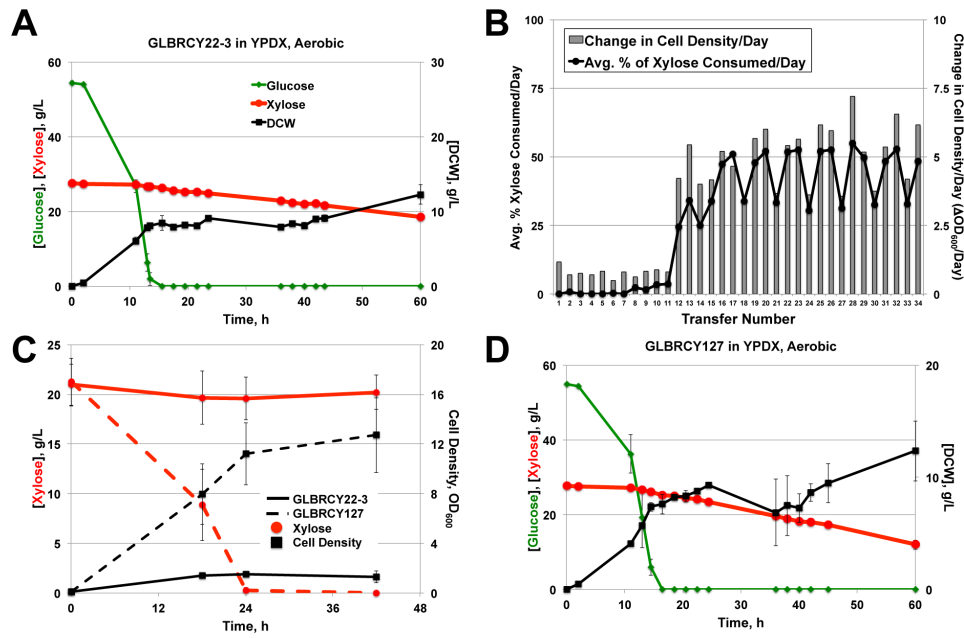 A
GLBRCY22-3 in YPDX, Aerobic
[Glucose], [Xylose], g/L
60
40
20
0
30
20
10
0
[DCW], g/L
Glucose
Xylose
DCW
0 10 20 30 40 50 60
Time, h
B
Avg. % Xylose Consumed/Day
100
75
50
25
0
10
7.5
5
2.5
0
Change in Cell Density/Day (ΔOD600/Day)
Change in Cell Density/Day
Avg. % of Xylose Consumed/Day
1 2 3 4 5 6 7 8 9 10 11 12 13 14 15 16 17 18 19 20 21 22 23 24 25 26 27 28 29 30 31 32 33 34
Transfer Number
C
[Xylose], g/L
25
20
15
10
5
0
20
16
12
8
4
0
Cell Density, OD600
GLBRCY22-3
GLBRCY127
Xylose
Cell Density
0 12 24 36 48
Time, h
D
GLBRCY127 in YPDX, Aerobic
[Glucose], [Xylose], g/L
60
40
20
0
20
10
0
[DCW], g/L
0 10 20 30 40 50 60
Time, h